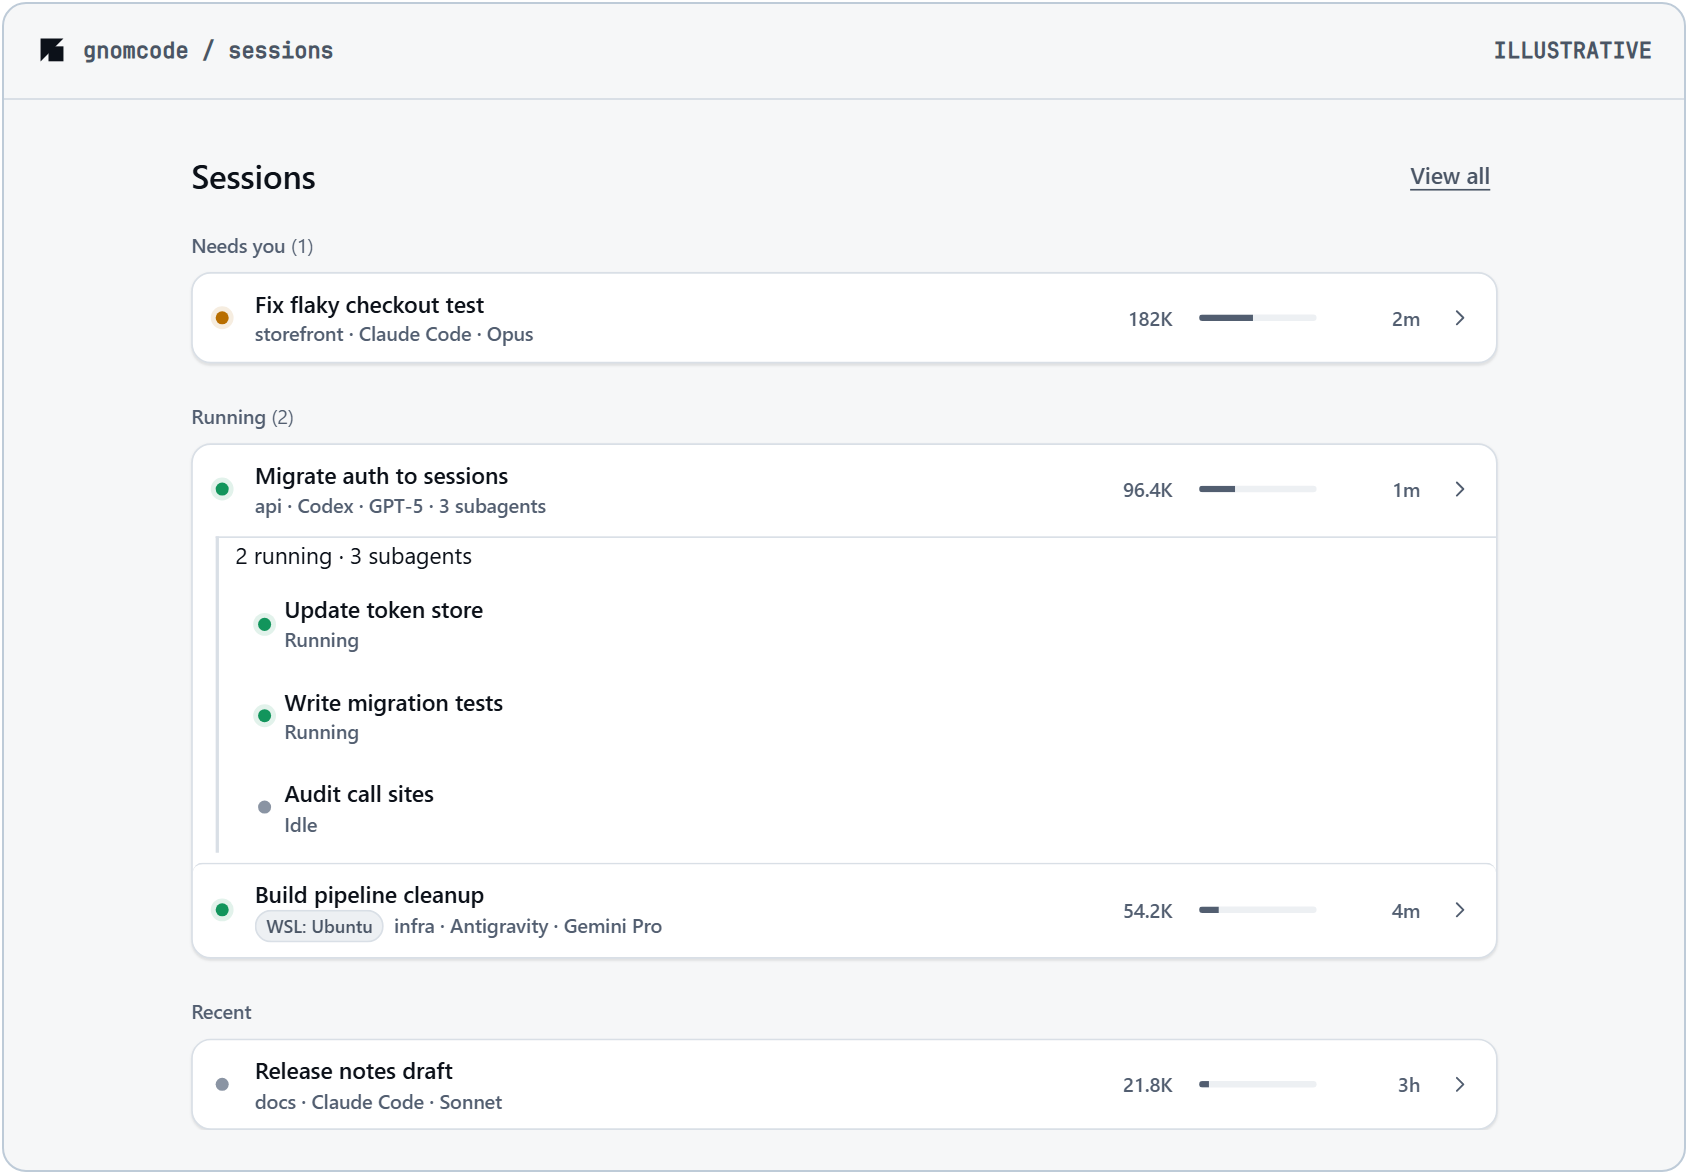 gnomcode / sessions
ILLUSTRATIVE
Sessions
View all
Needs you (1)
Fix flaky checkout test
storefront · Claude Code · Opus
182K
2m
Running (2)
Migrate auth to sessions
api · Codex · GPT-5 · 3 subagents
96.4K
1m
2 running · 3 subagents
Update token store
Running
Write migration tests
Running
Audit call sites
Idle
Build pipeline cleanup
WSL: Ubuntu infra · Antigravity · Gemini Pro
54.2K
4m
Recent
Release notes draft
docs · Claude Code · Sonnet
21.8K
3h